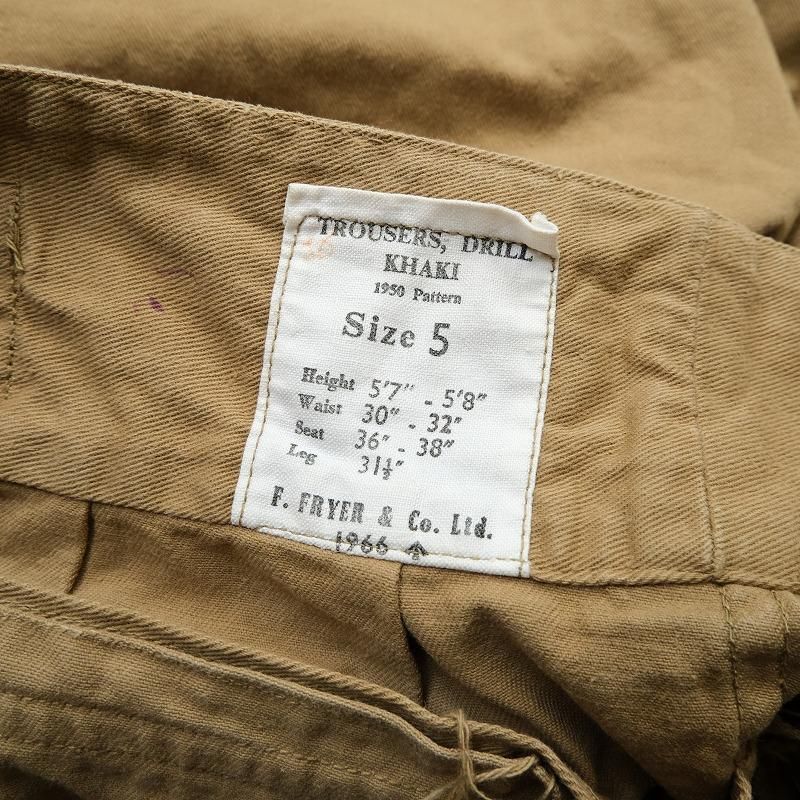 TROUSERS, DRILL
KHAKI
1950 Pattern
Size 5
Height 5'7" - 5'8"
Waist 30" - 32"
Seat 36" - 38"
Leg 31½"
F. FRYER & Co. Ltd.
1966